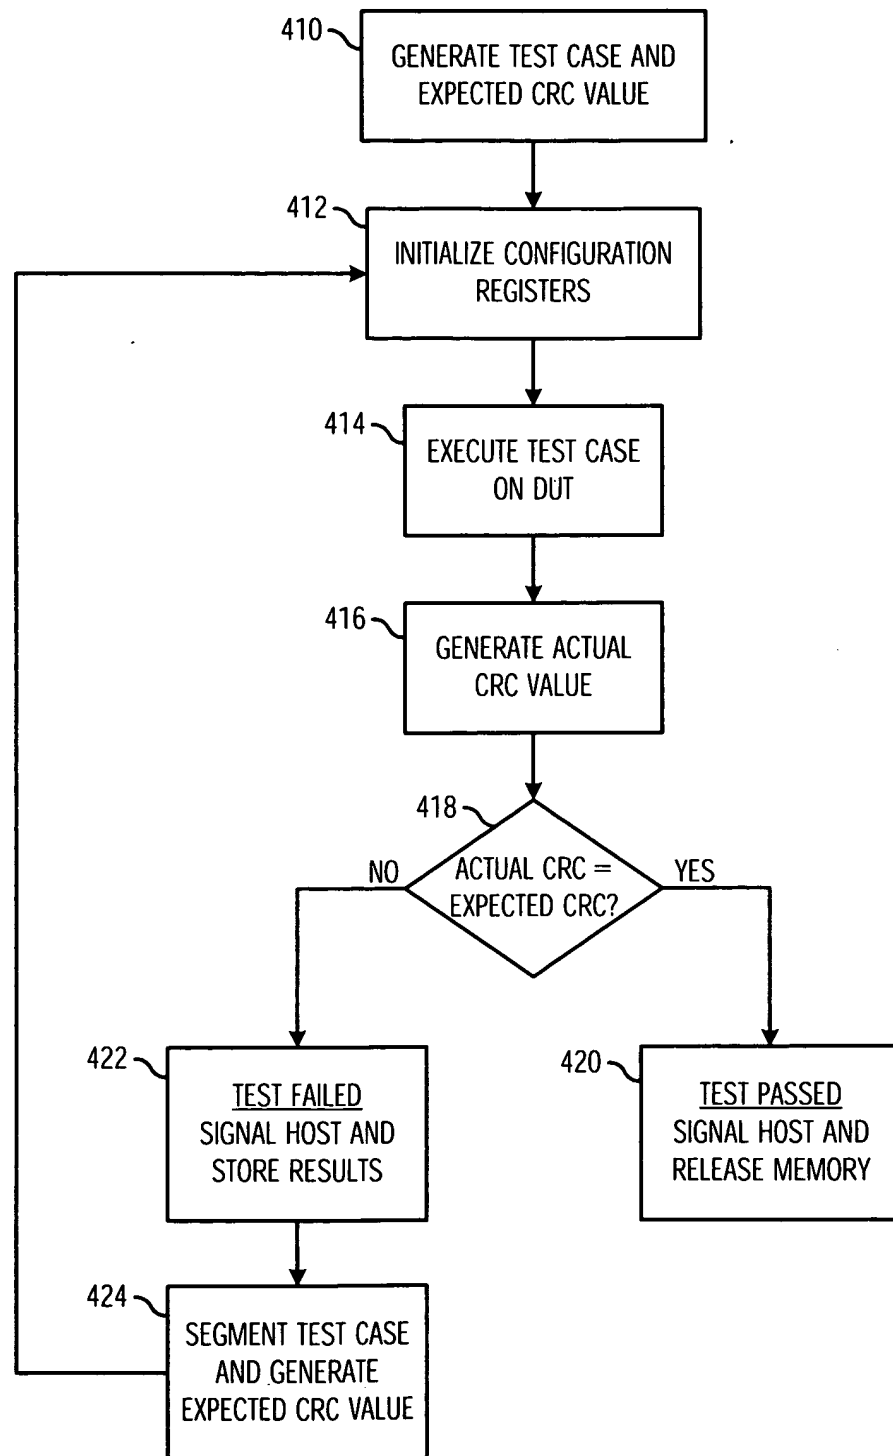 410
GENERATE TEST CASE AND
EXPECTED CRC VALUE
412
INITIALIZE CONFIGURATION
REGISTERS
414
EXECUTE TEST CASE
ON DUT
416
GENERATE ACTUAL
CRC VALUE
418
ACTUAL CRC =
EXPECTED CRC?
NO
YES
422
TEST FAILED
SIGNAL HOST AND
STORE RESULTS
420
TEST PASSED
SIGNAL HOST AND
RELEASE MEMORY
424
SEGMENT TEST CASE
AND GENERATE
EXPECTED CRC VALUE